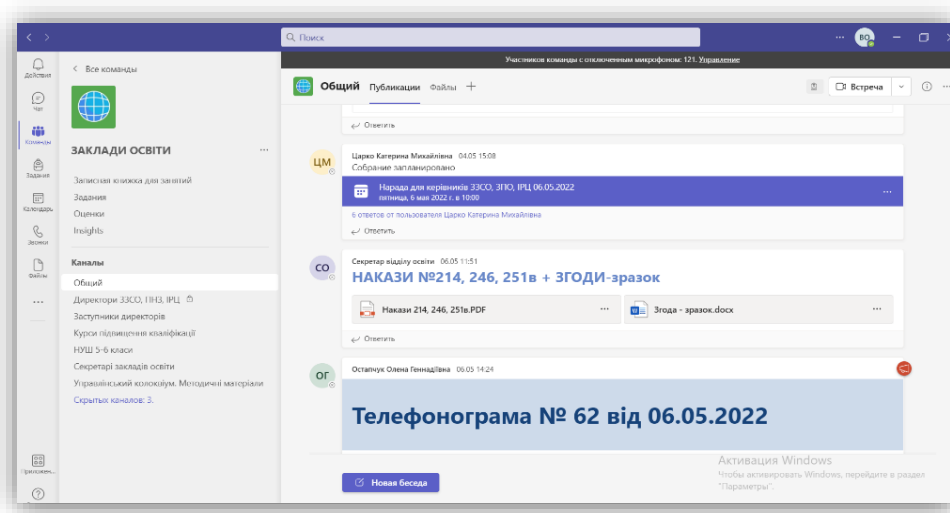 Поиск
BO
Участников команды с отключенным микрофоном: 121. Управление
Действия
Чат
Команды
Задания
Календарь
Звонки
Файлы
Все команды
ЗАКЛАДИ ОСВІТИ
Записная книжка для занятий
Задания
Оценки
Insights
Каналы
Общий
Директори ЗЗСО, ПНЗ, ІРЦ
Заступники директорів
Курси підвищення кваліфікації
НУШ 5-6 класи
Секретарі закладів освіти
Управлінський колоквіум. Методичні матеріали
Скрытых каналов: 3.
Общий Публикации Файлы
Встреча
Ответить
ЦМ
Царко Катерина Михайлівна 04.05 15:08
Собрание запланировано
Нарада для керівників ЗЗСО, ЗПО, ІРЦ 06.05.2022
пятница, 6 мая 2022 г. в 10:00
6 ответов от пользователя Царко Катерина Михайлівна
Ответить
СО
Секретар відділу освіти 06.05 11:51
НАКАЗИ №214, 246, 251в + ЗГОДИ-зразок
Накази 214, 246, 251в.PDF
Згода - зразок.docx
Ответить
ОГ
Остапчук Олена Геннадіївна 06.05 14:24
Телефонограма № 62 від 06.05.2022
Новая беседа
Активация Windows
Чтобы активировать Windows, перейдите в раздел
"Параметры".